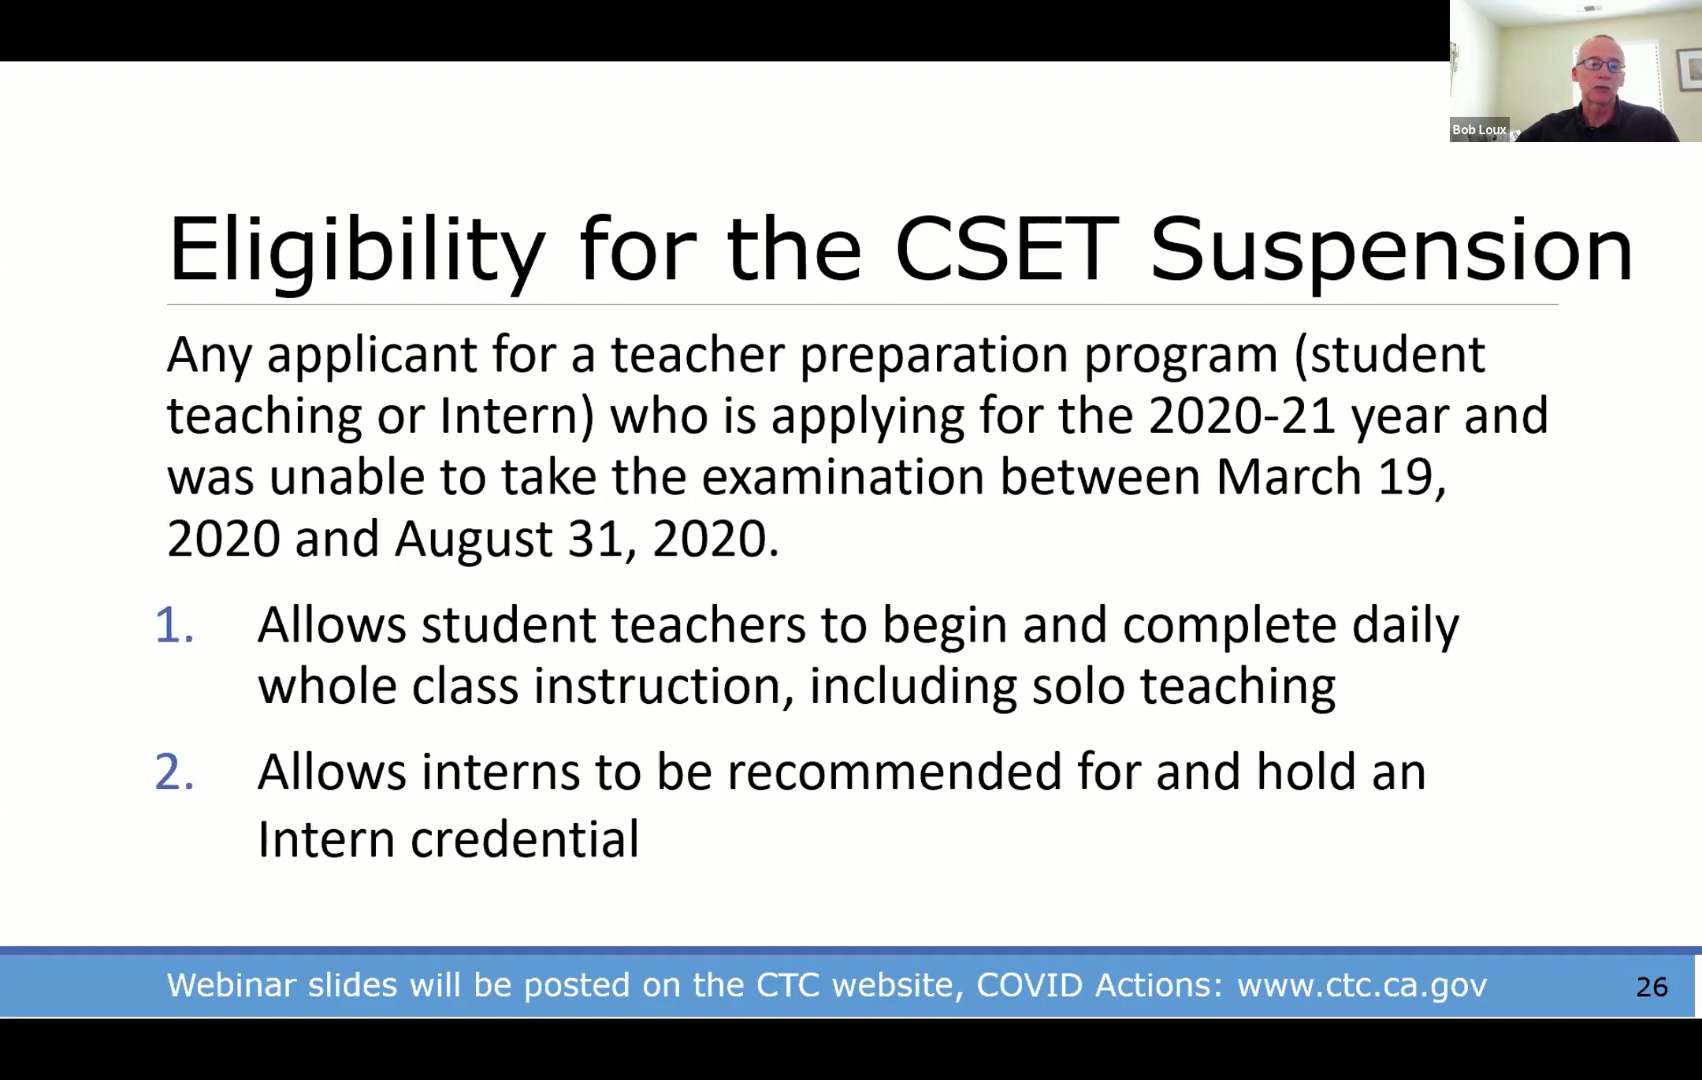 Bob Loux
Eligibility for the CSET Suspension
Any applicant for a teacher preparation program (student
teaching or Intern) who is applying for the 2020-21 year and
was unable to take the examination between March 19,
2020 and August 31, 2020.
1. Allows student teachers to begin and complete daily
whole class instruction, including solo teaching
2. Allows interns to be recommended for and hold an
Intern credential
Webinar slides will be posted on the CTC website, COVID Actions: www.ctc.ca.gov 26